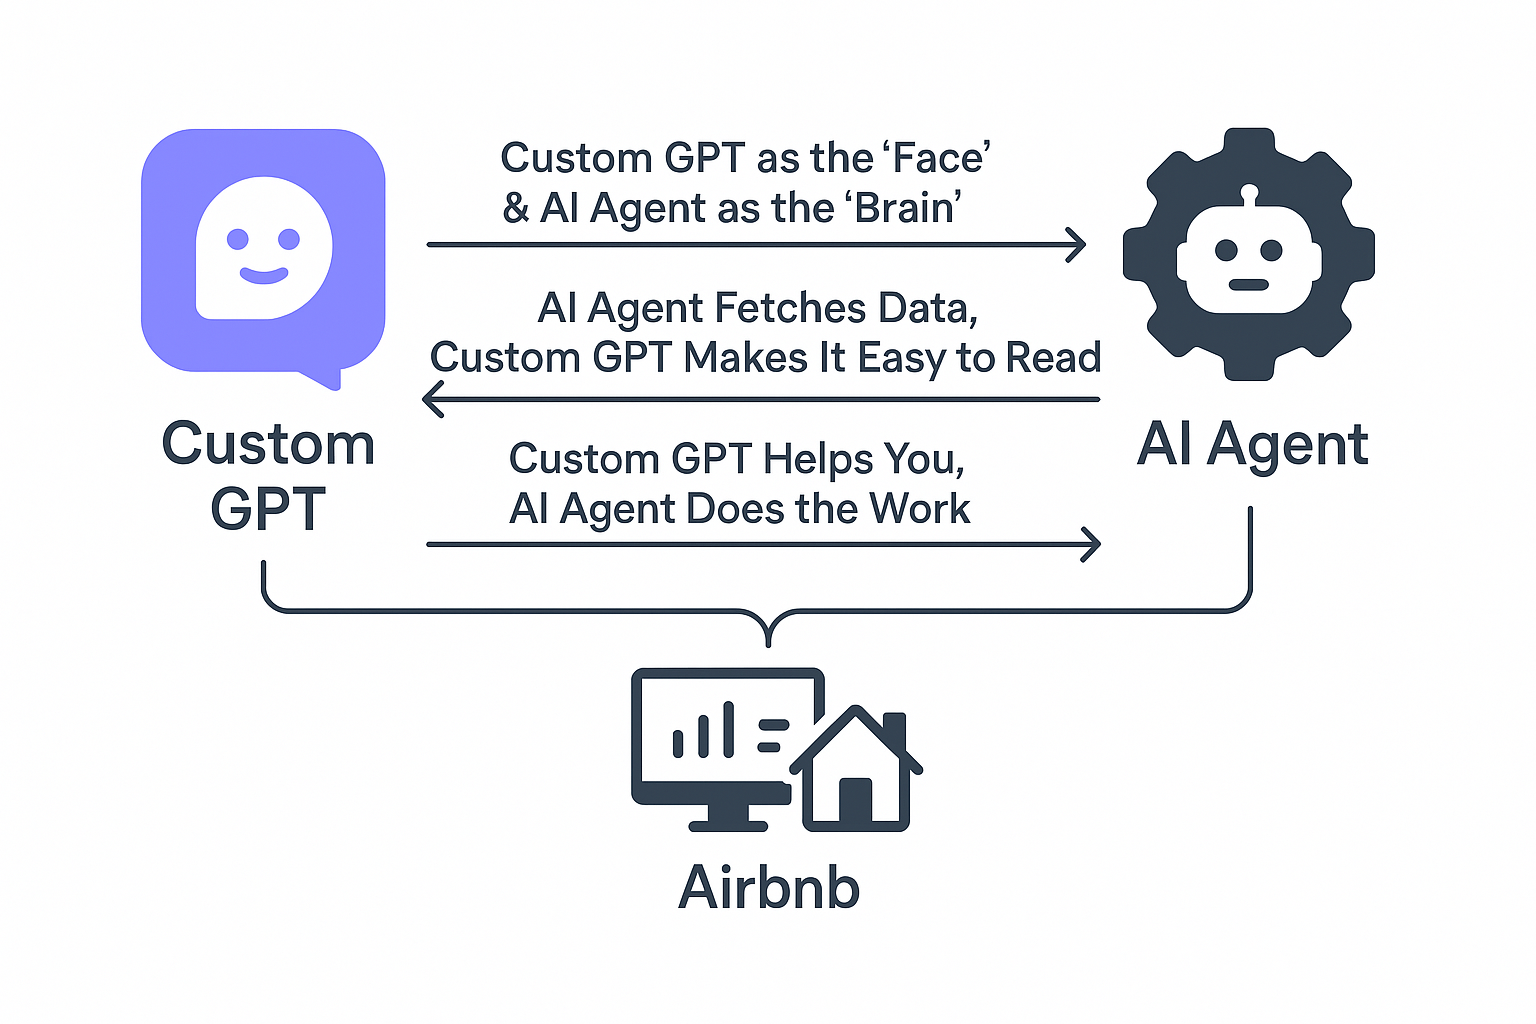 Custom GPT as the ‘Face’
& AI Agent as the ‘Brain’
AI Agent Fetches Data,
Custom GPT Makes It Easy to Read
Custom GPT Helps You,
AI Agent Does the Work
Custom
GPT
AI Agent
Airbnb